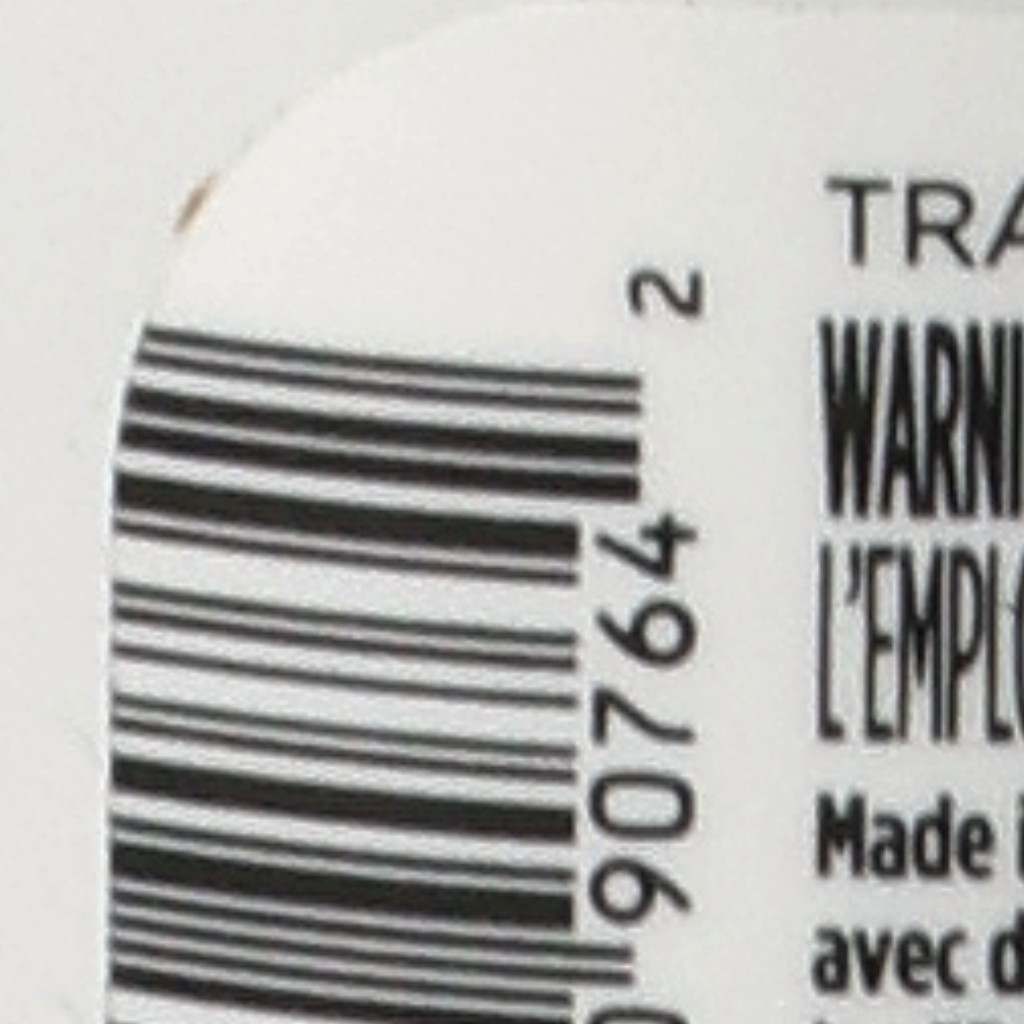 TRA
WARNI
L'EMPLO
Made i
avec d
90764 2